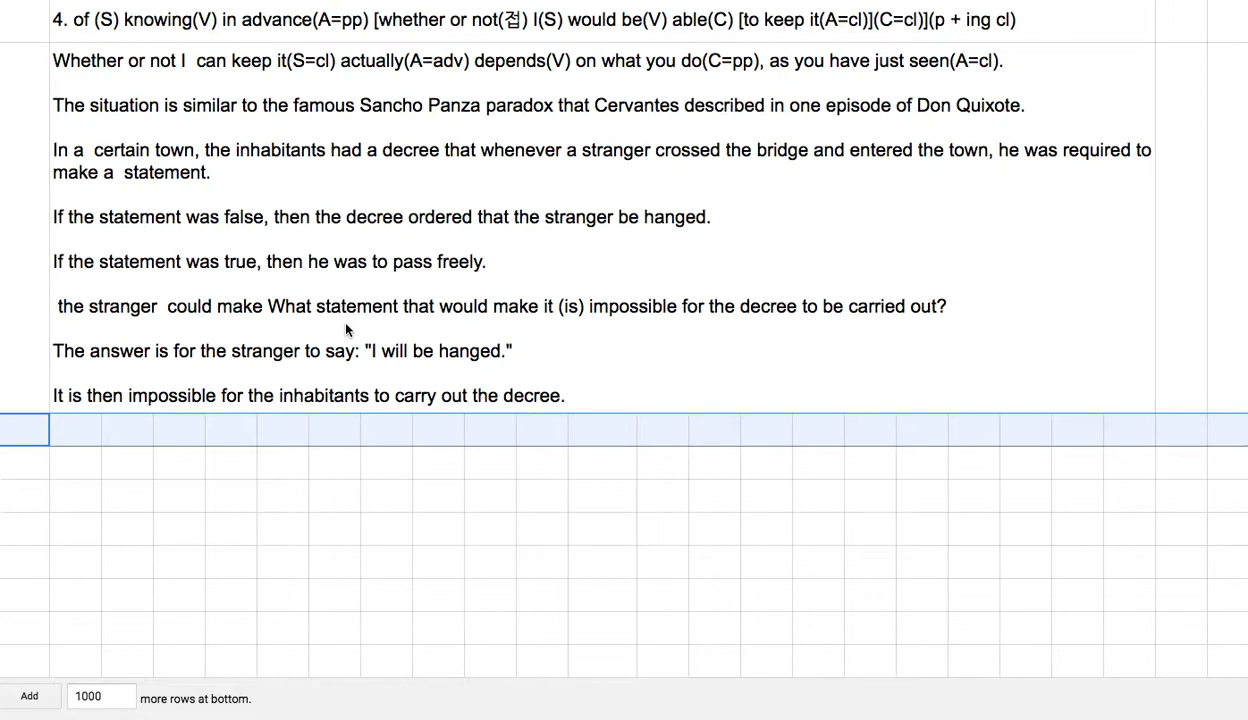 4. of (S) knowing(V) in advance(A=pp) [whether or not(접) I(S) would be(V) able(C) [to keep it(A=cl)](C=cl)](p + ing cl)
Whether or not I  can keep it(S=cl) actually(A=adv) depends(V) on what you do(C=pp), as you have just seen(A=cl).
The situation is similar to the famous Sancho Panza paradox that Cervantes described in one episode of Don Quixote.
In a  certain town, the inhabitants had a decree that whenever a stranger crossed the bridge and entered the town, he was required to
make a  statement.
If the statement was false, then the decree ordered that the stranger be hanged.
If the statement was true, then he was to pass freely.
the stranger  could make What statement that would make it (is) impossible for the decree to be carried out?
The answer is for the stranger to say: "I will be hanged."
It is then impossible for the inhabitants to carry out the decree.
Add 1000 more rows at bottom.